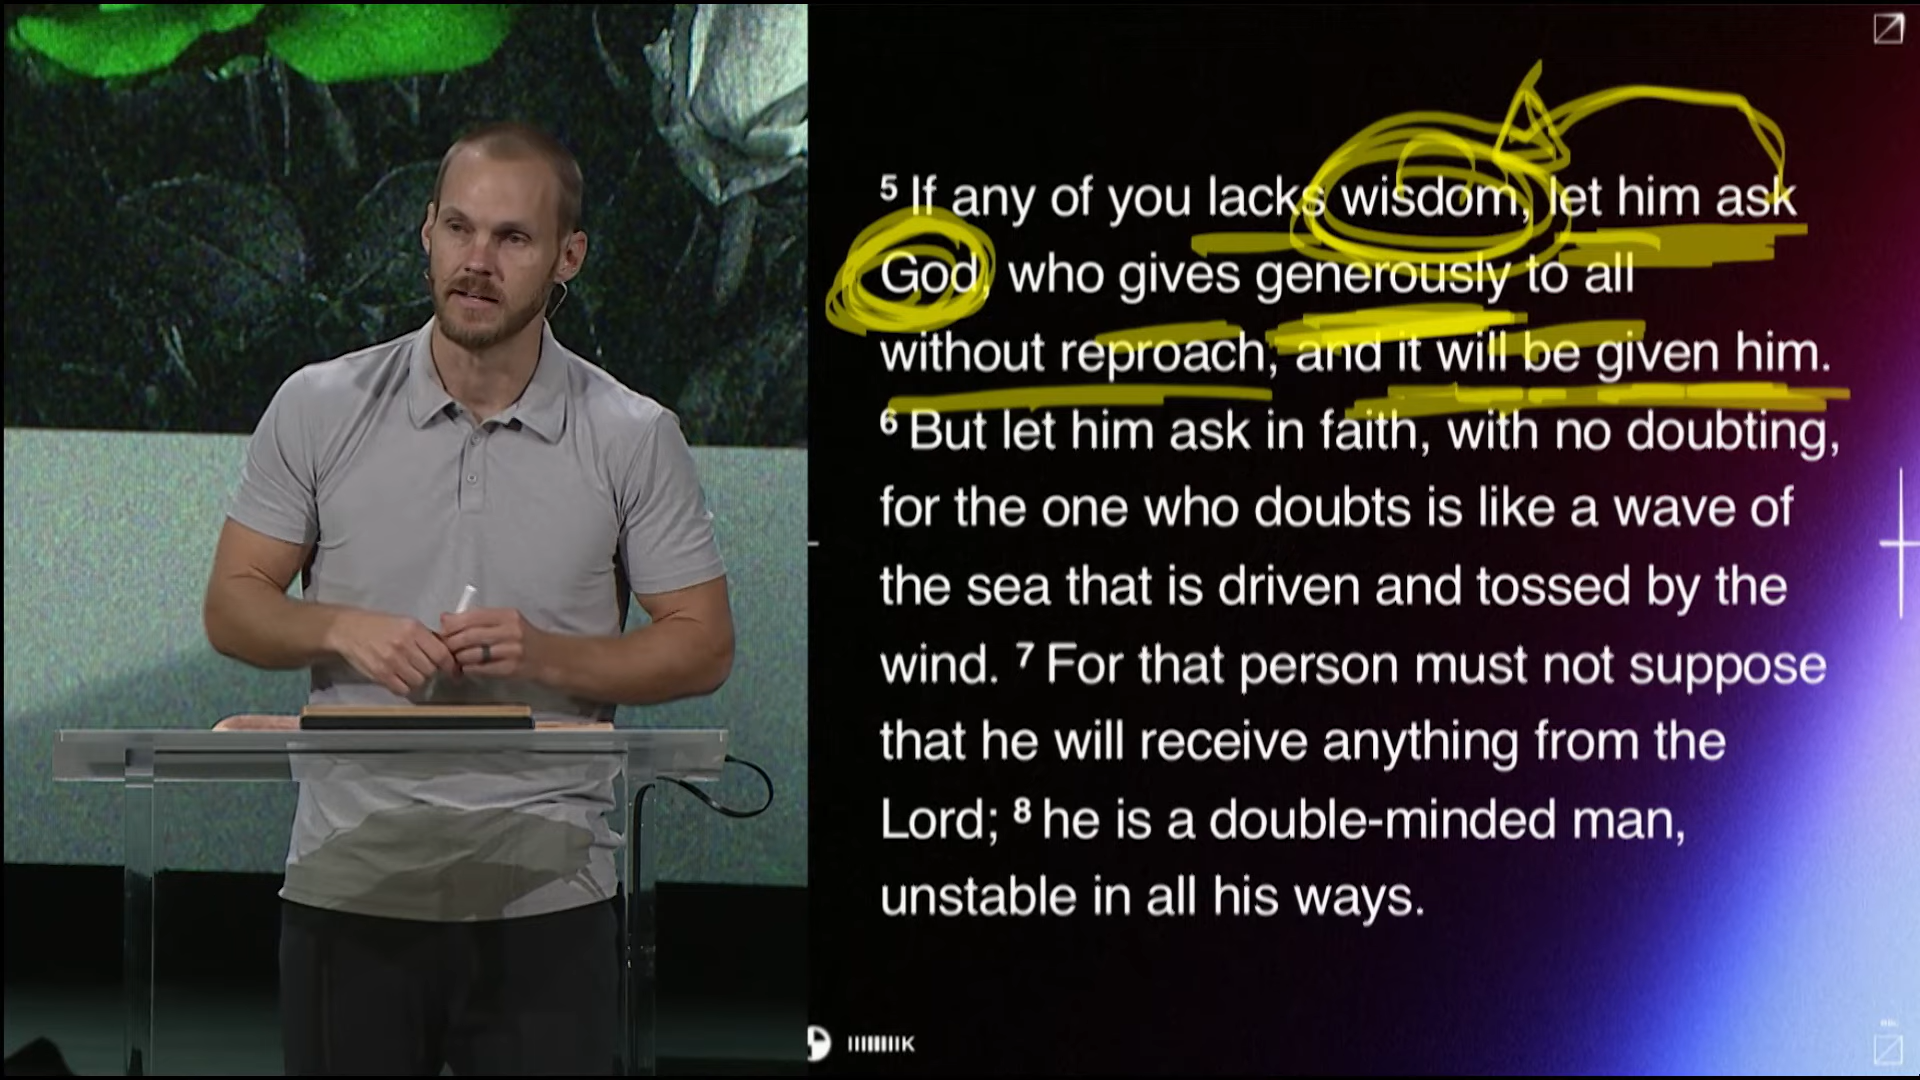 ⁵ If any of you lacks wisdom, let him ask
God, who gives generously to all
without reproach, and it will be given him.
⁶ But let him ask in faith, with no doubting,
for the one who doubts is like a wave of
the sea that is driven and tossed by the
wind. ⁷ For that person must not suppose
that he will receive anything from the
Lord; ⁸ he is a double-minded man,
unstable in all his ways.